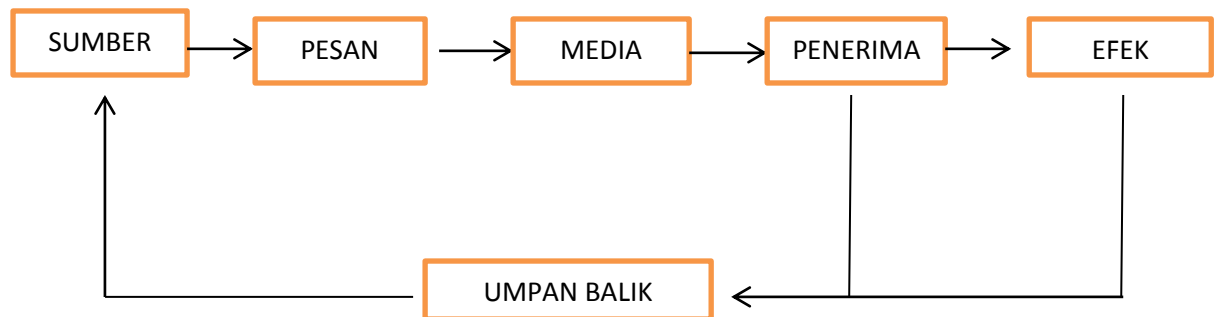 SUMBER
PESAN
MEDIA
PENERIMA
EFEK
UMPAN BALIK